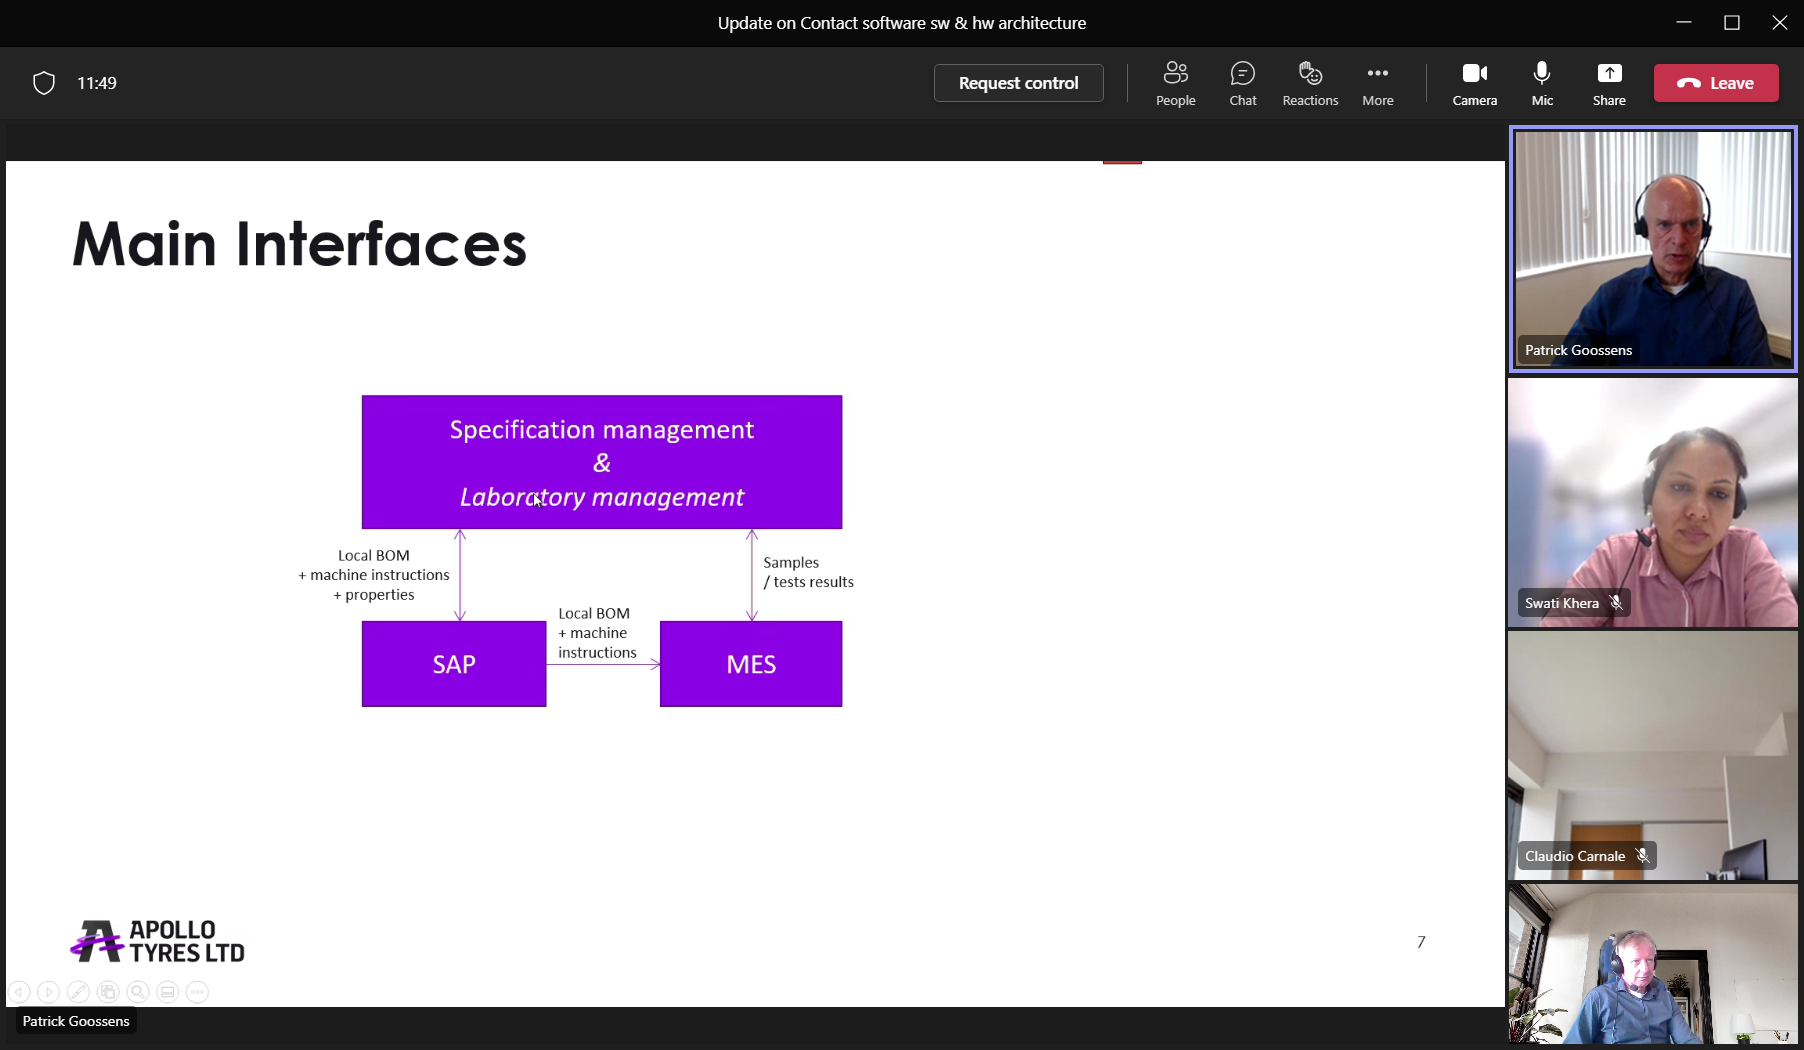 Update on Contact software sw & hw architecture
11:49
Request control
People
Chat
Reactions
More
Camera
Mic
Share
Leave
Main Interfaces
Specification management
&
Laboratory management
Local BOM
+ machine instructions
+ properties
Samples
/ tests results
Local BOM
+ machine
instructions
SAP
MES
APOLLO
TYRES LTD
7
Patrick Goossens
Patrick Goossens
Swati Khera
Claudio Carnale